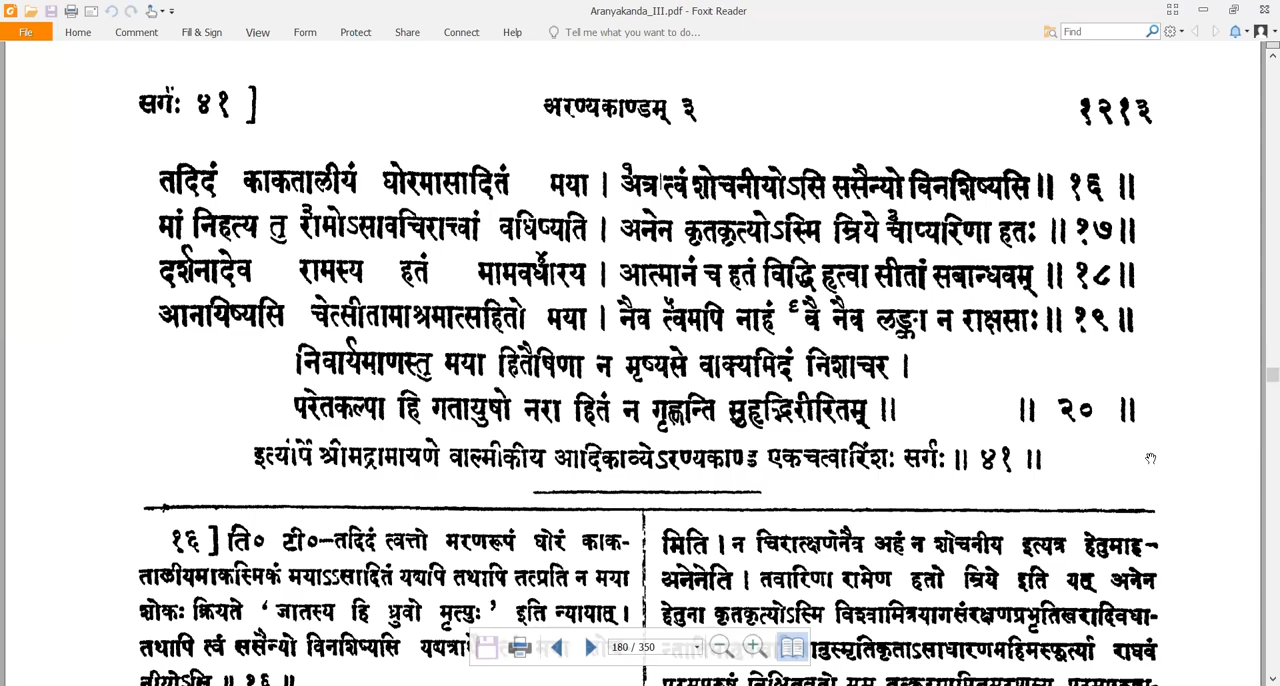 Aranyakanda_III.pdf - Foxit Reader
File Home Comment Fill & Sign View Form Protect Share Connect Help Tell me what you want to do... Find
सर्गः ४१ ] अरण्यकाण्डम् ३ १२१३
तदिदं काकतालीयं घोरमासादितं मया । अत्र त्वं शोचनीयोऽसि ससैन्यो विनशिष्यसि ॥ १६ ॥
मां निहत्य तु रामोऽसावचिरात्त्वां वधिष्यति । अनेन कृतकृत्योऽस्मि म्रिये चाप्यरिणा हतः ॥ १७ ॥
दर्शनादेव रामस्य हतं मामवधारय । आत्मानं च हतं विद्धि हृत्वा सीतां सबान्धवम् ॥ १८ ॥
आनयिष्यसि चेत्सीतामाश्रमात्सहितो मया । नैव त्वमपि नाहं वै नैव लङ्का न राक्षसाः ॥ १९ ॥
निवार्यमाणस्तु मया हितैषिणा न मृष्यसे वाक्यमिदं निशाचर ।
परेतकल्पा हि गतायुषो नरा हितं न गृह्णन्ति सुहृद्भिरीरितम् ॥ ॥ २० ॥
इत्यार्षे श्रीमद्रामायणे वाल्मीकीय आदिकाव्येऽरण्यकाण्ड एकचत्वारिंशः सर्गः ॥ ४१ ॥
१६ ] ति० टी०–तदिदं त्वत्तो मरणरूपं घोरं काक-
तालीयमाकस्मिकं मयाऽऽसादितं यद्यपि तथापि तत्प्रति न मया
शोकः क्रियते ‘ जातस्य हि ध्रुवो मृत्युः ’ इति न्यायात् ।
तथापि त्वं ससैन्यो विनशिष्यसि
नीयोऽसि ॥ १६ ॥
मिति । न चिरात्क्षणेनैव अहं न शोचनीय इत्यत्र हेतुमाह–
अनेनेति । तवारिणा रामेण हतो म्रिये इति यत् अनेन
हेतुना कृतकृत्योऽस्मि विश्वामित्रयागसंरक्षणप्रभृतिखरादिवधा-
नुस्मृतिकृताऽसाधारणमहिमस्फूर्त्या राघवं
180 / 350